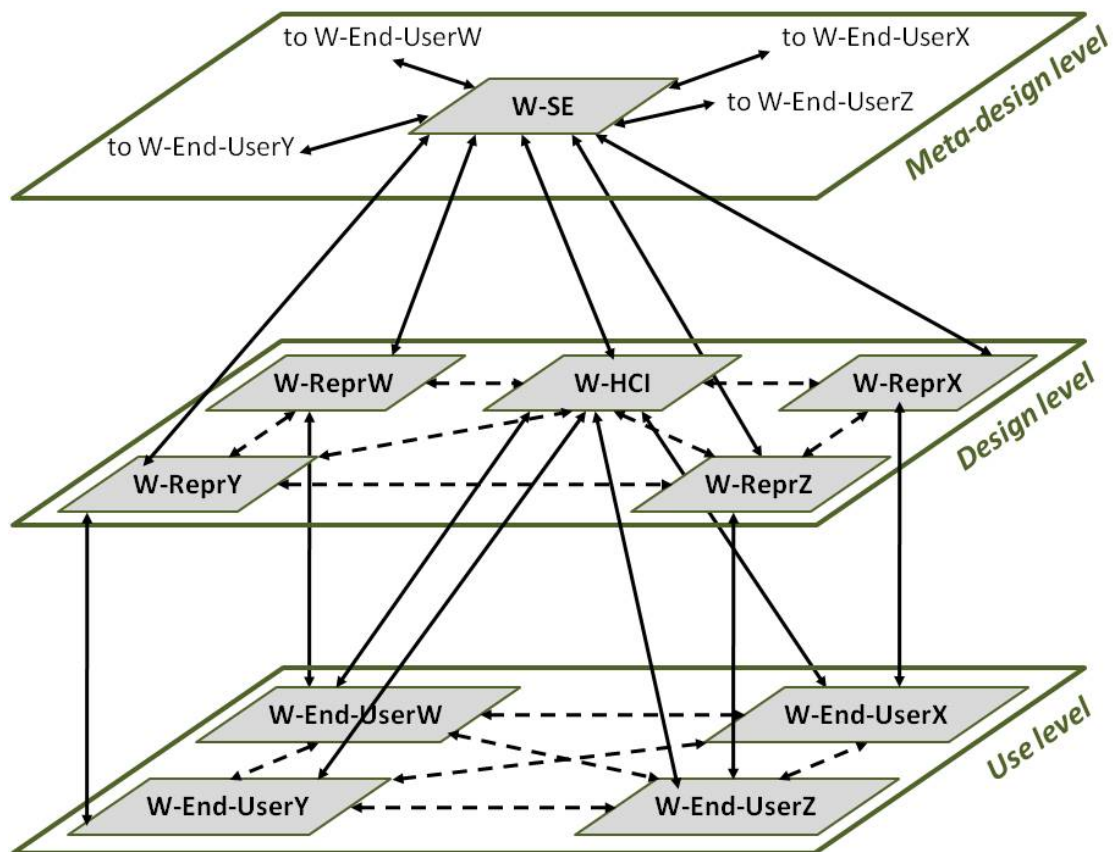 to W-End-UserW
to W-End-UserX
W-SE
to W-End-UserZ
to W-End-UserY
Meta-design level
W-ReprW
W-HCI
W-ReprX
W-ReprY
W-ReprZ
Design level
W-End-UserW
W-End-UserX
W-End-UserY
W-End-UserZ
Use level